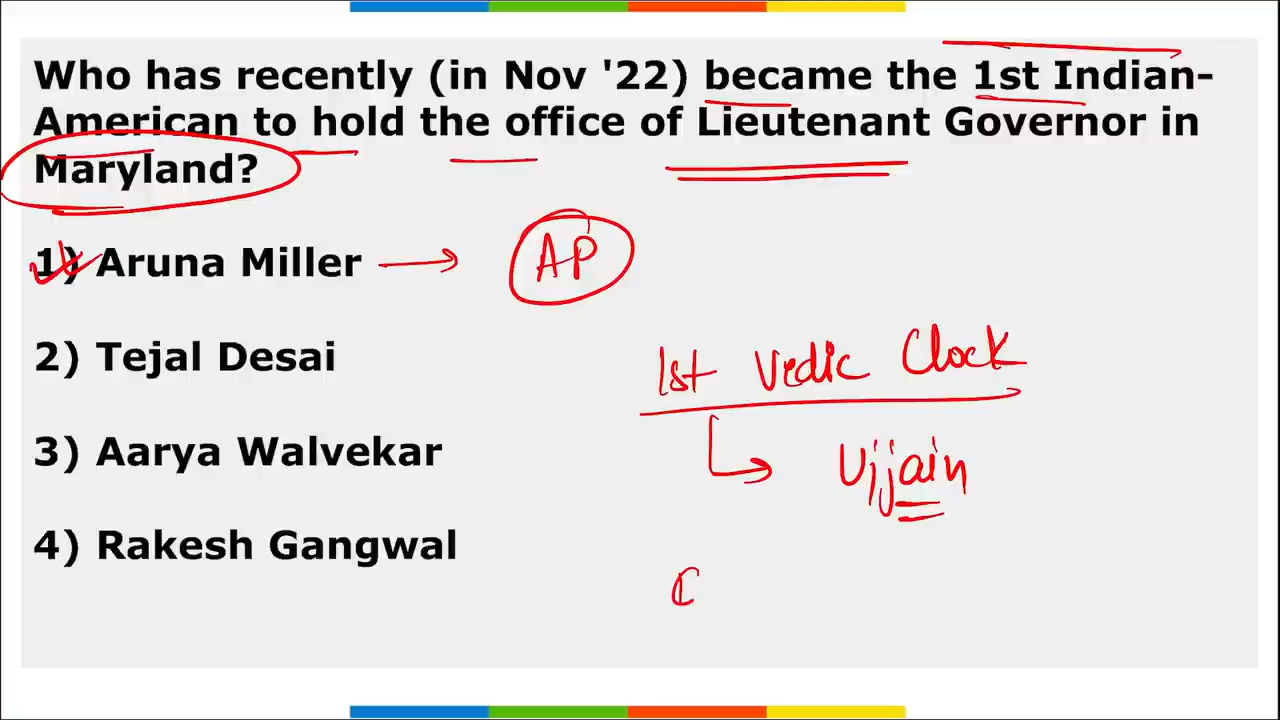 Who has recently (in Nov '22) became the 1st Indian-
American to hold the office of Lieutenant Governor in
Maryland?
1) Aruna Miller → AP
2) Tejal Desai
1st Vedic Clock
3) Aarya Walvekar
Ujjain
4) Rakesh Gangwal